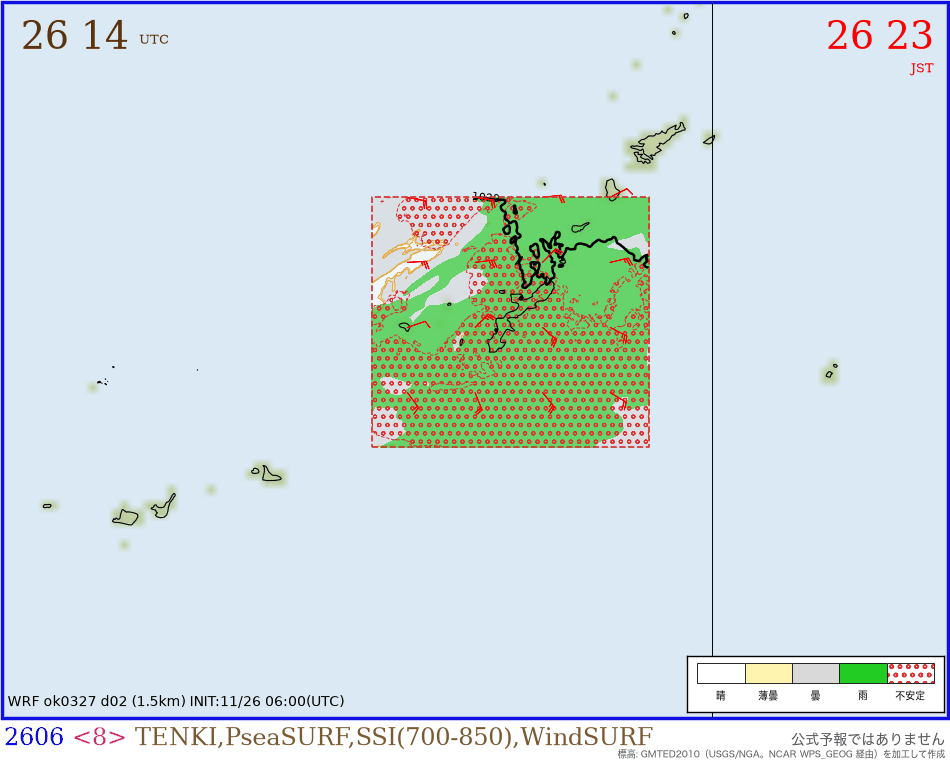 26 14 UTC
26 23
JST
1020
WRF ok0327 d02 (1.5km) INIT:11/26 06:00(UTC)
晴 薄曇 曇 雨 不安定
2606 <8> TENKI,PseaSURF,SSI(700-850),WindSURF
公式予報ではありません
標高: GMTED2010（USGS/NGA。NCAR WPS_GEOG 経由）を加工して作成